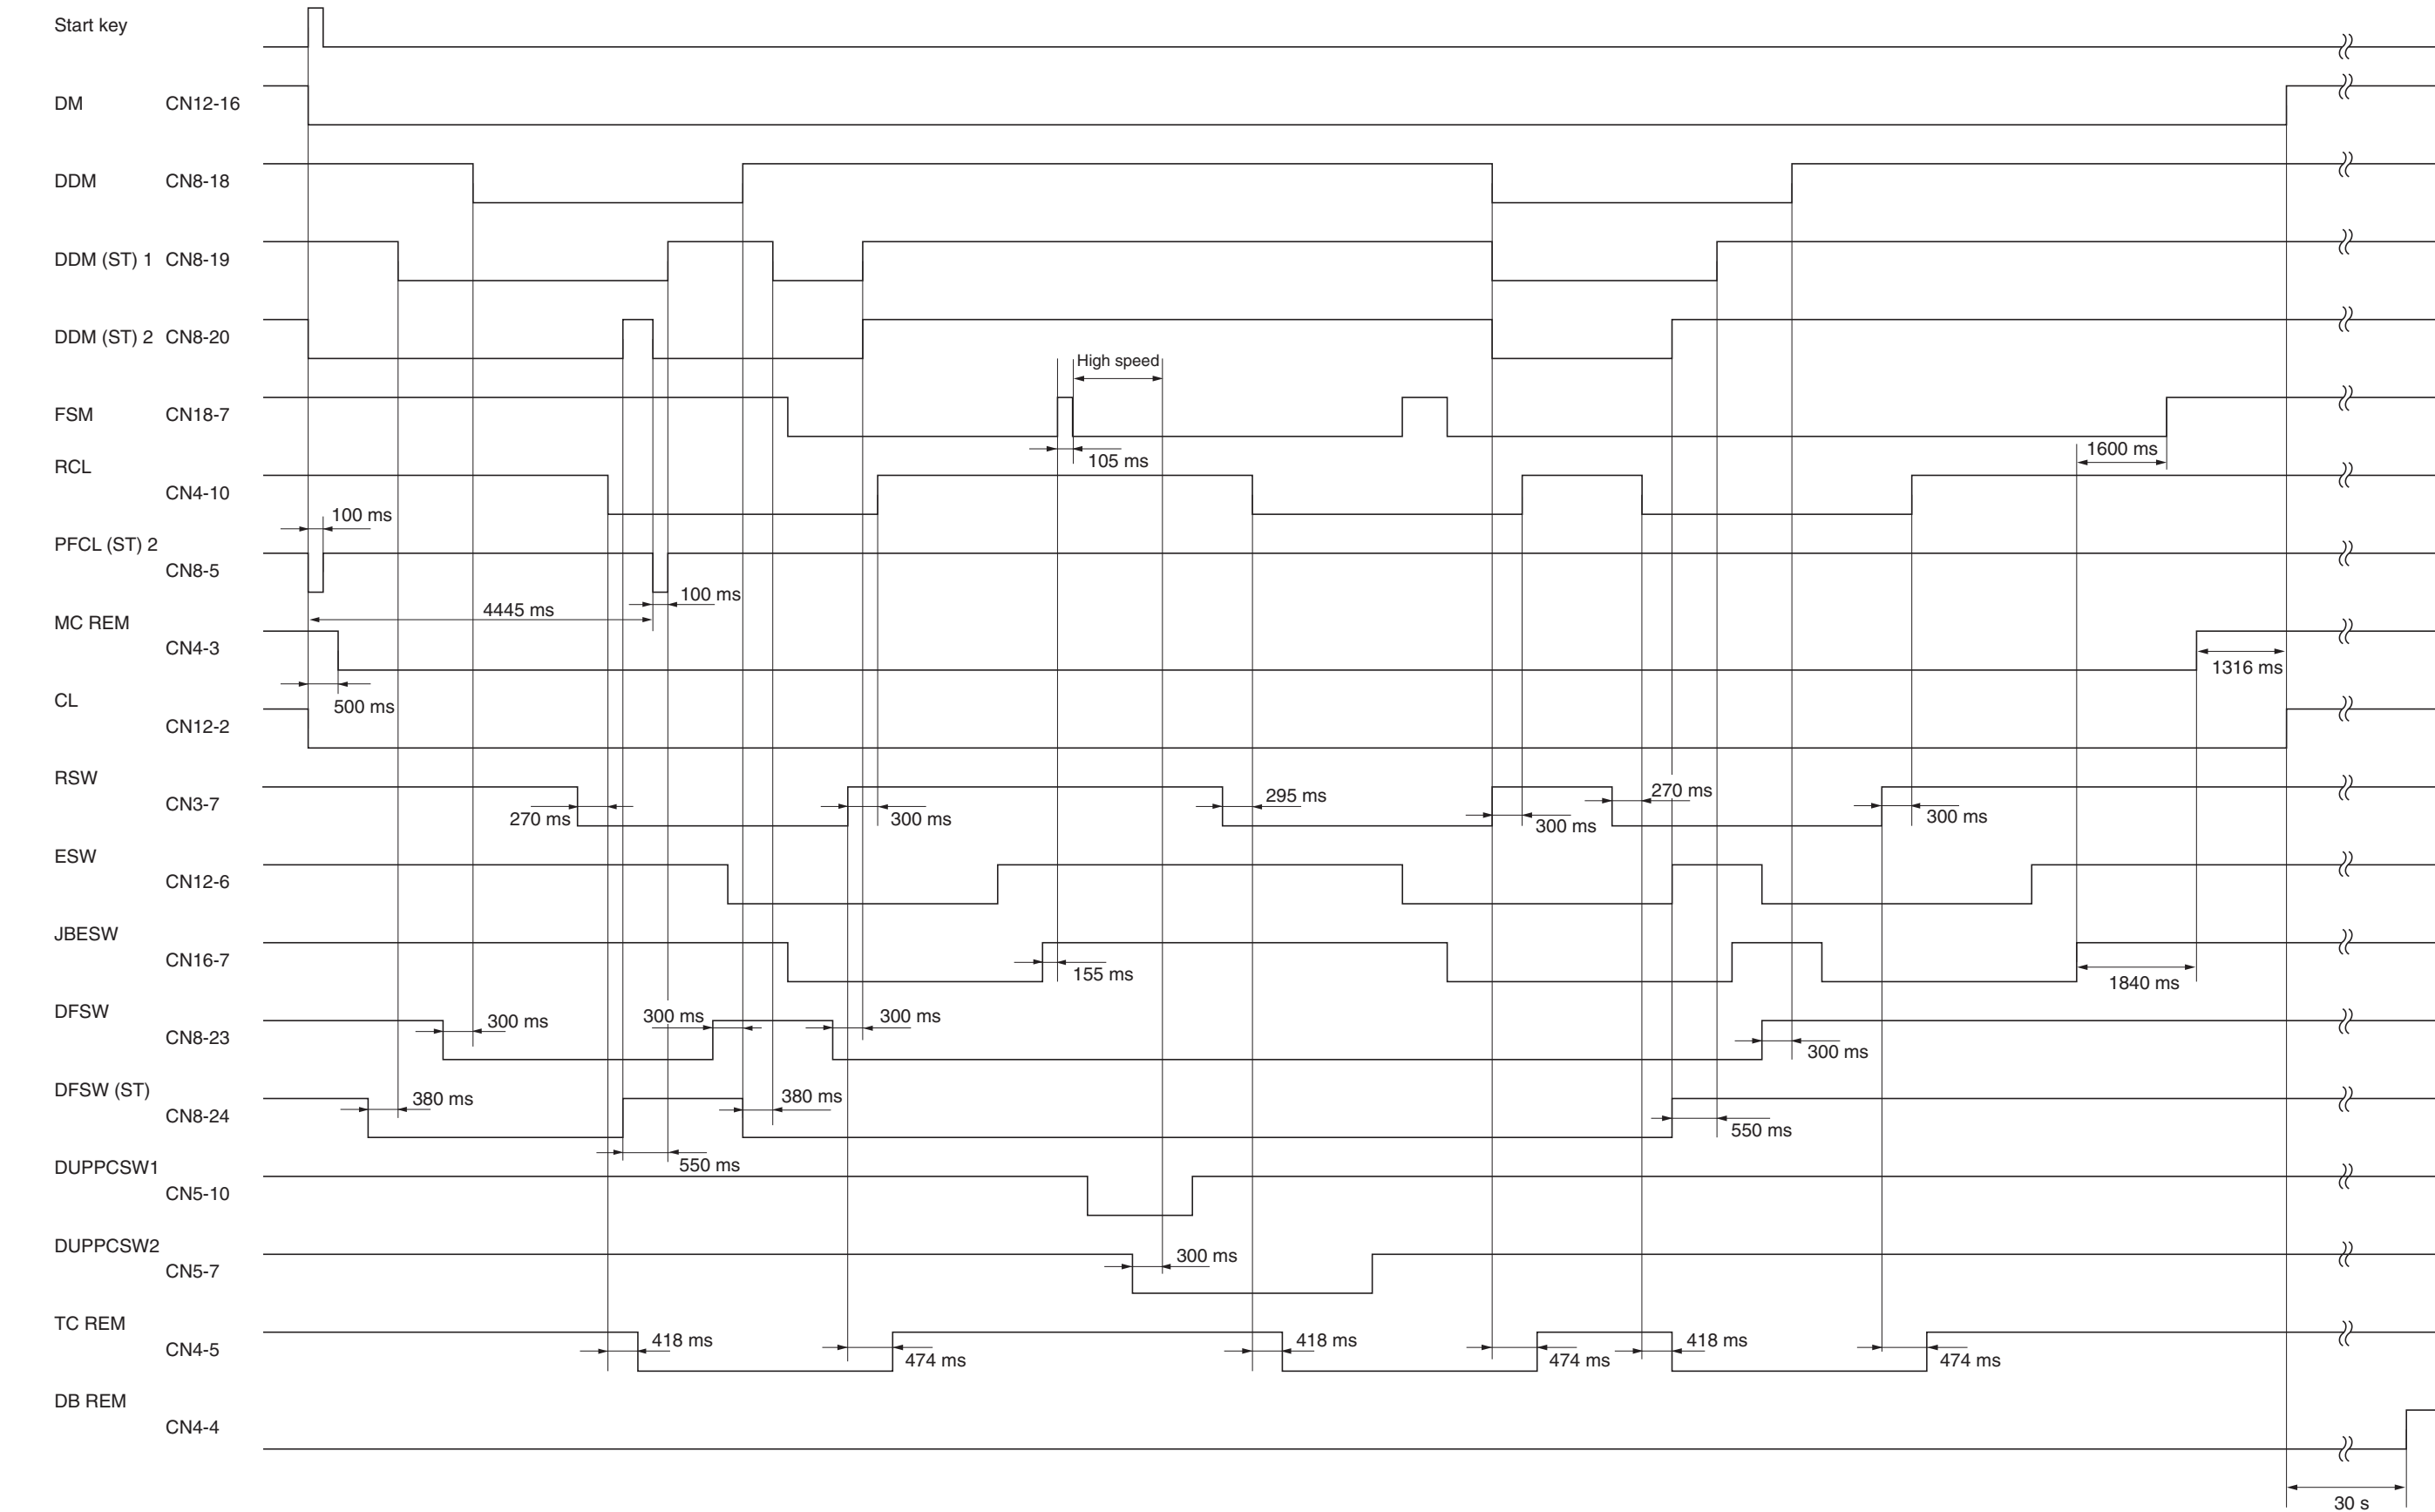 Start key
DM CN12-16
DDM CN8-18
DDM (ST) 1 CN8-19
DDM (ST) 2 CN8-20
High speed
FSM CN18-7
1600 ms
105 ms
RCL
CN4-10
100 ms
PFCL (ST) 2
CN8-5
100 ms
4445 ms
MC REM
CN4-3
1316 ms
500 ms
CL
CN12-2
RSW
CN3-7
270 ms
300 ms
295 ms
300 ms
270 ms
300 ms
ESW
CN12-6
JBESW
CN16-7
155 ms
1840 ms
DFSW
CN8-23
300 ms
300 ms
300 ms
300 ms
DFSW (ST)
CN8-24
380 ms
380 ms
550 ms
550 ms
DUPPCSW1
CN5-10
DUPPCSW2
CN5-7
300 ms
TC REM
CN4-5
418 ms
474 ms
418 ms
474 ms
418 ms
474 ms
DB REM
CN4-4
30 s